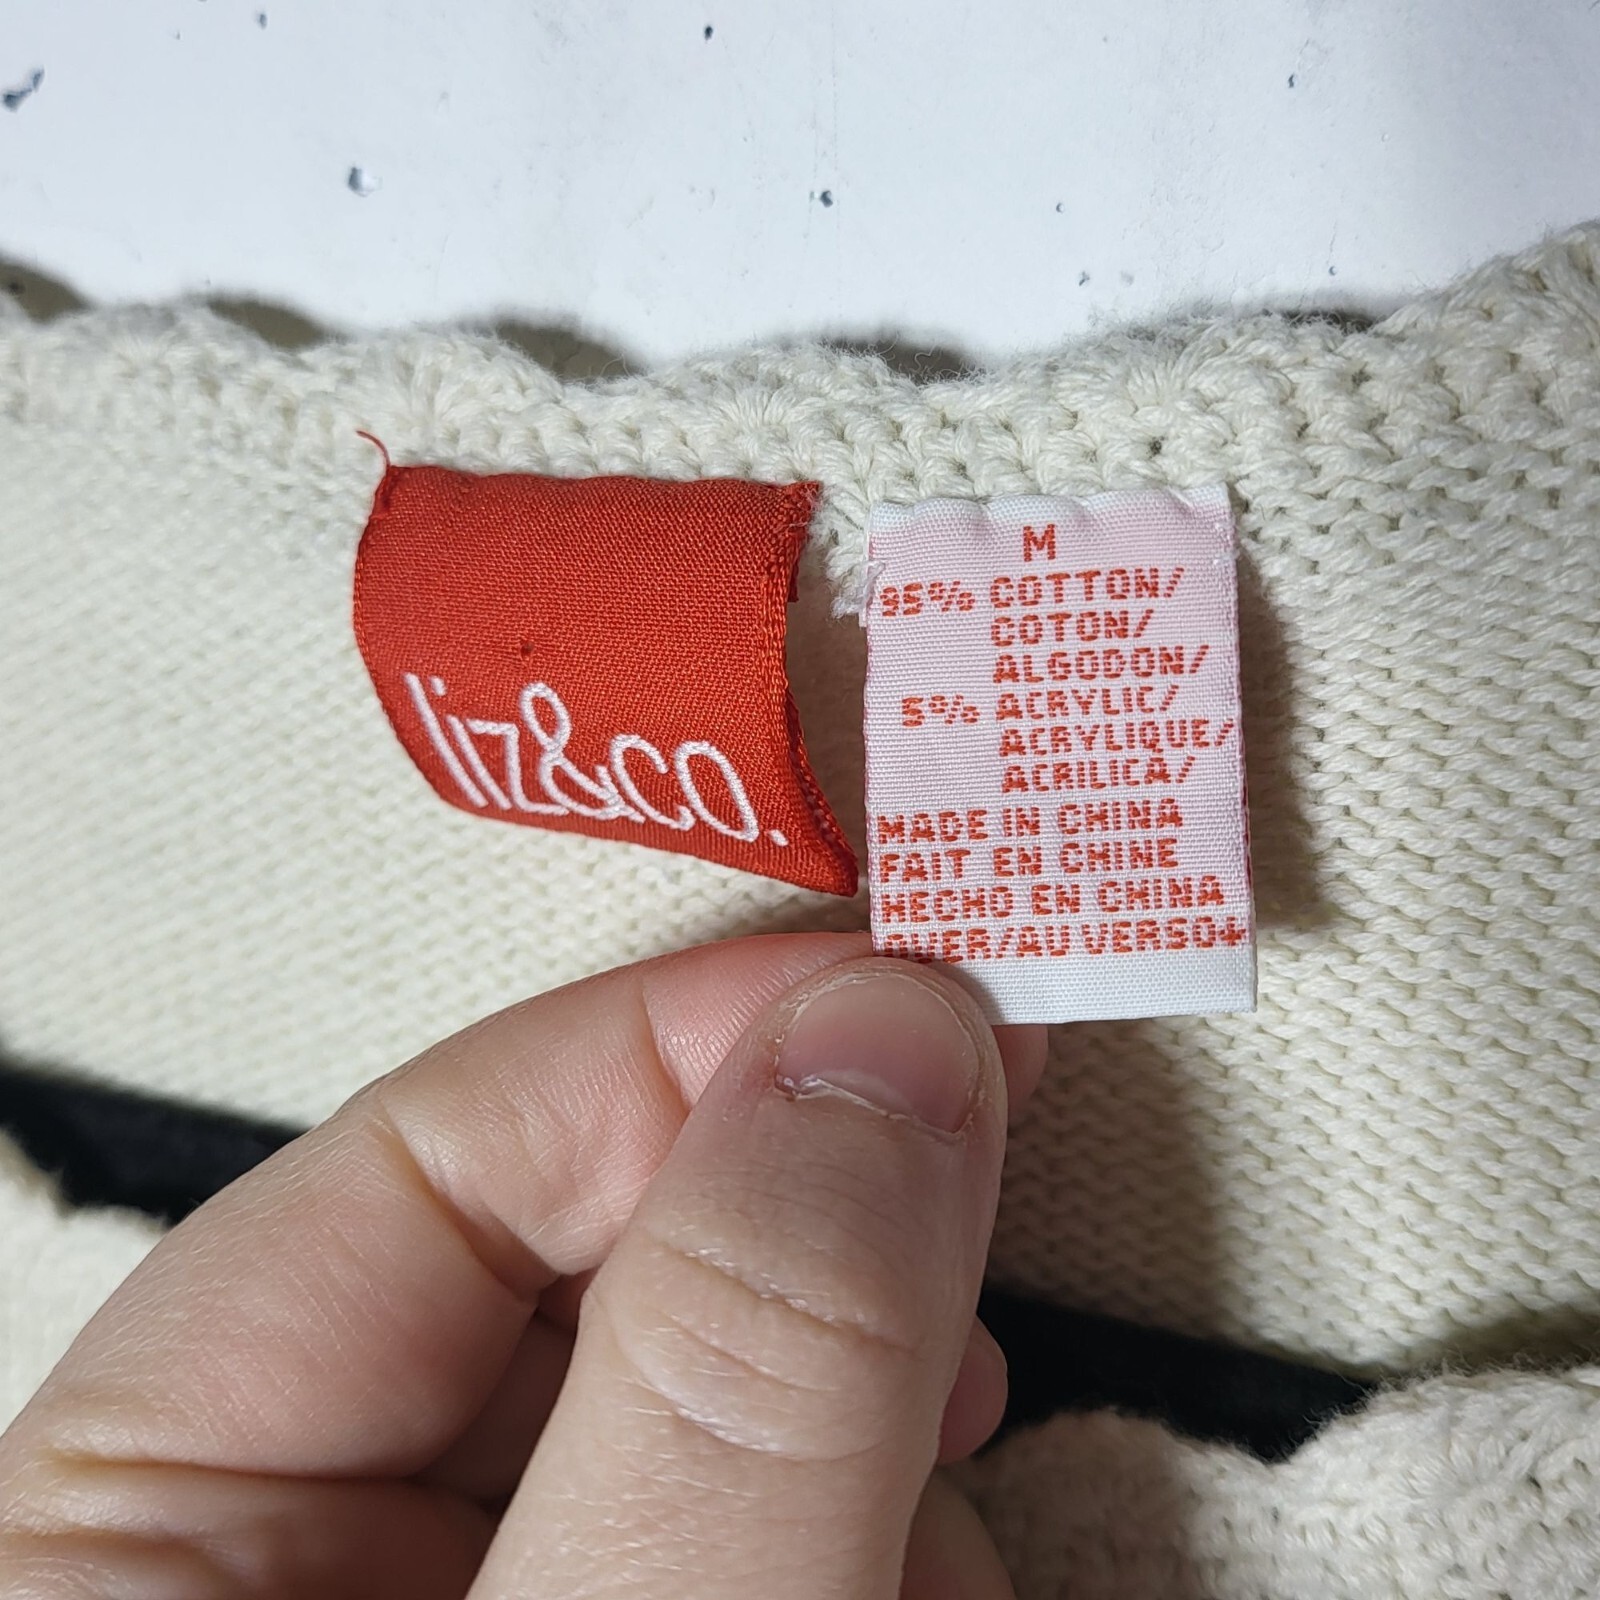 liz&co.
M
95% COTTON/
COTON/
ALGODON/
5% ACRYLIC/
ACRYLIQUE/
ACRILICA/
MADE IN CHINA
FAIT EN CHINE
HECHO EN CHINA
OVER/AU VERSO→